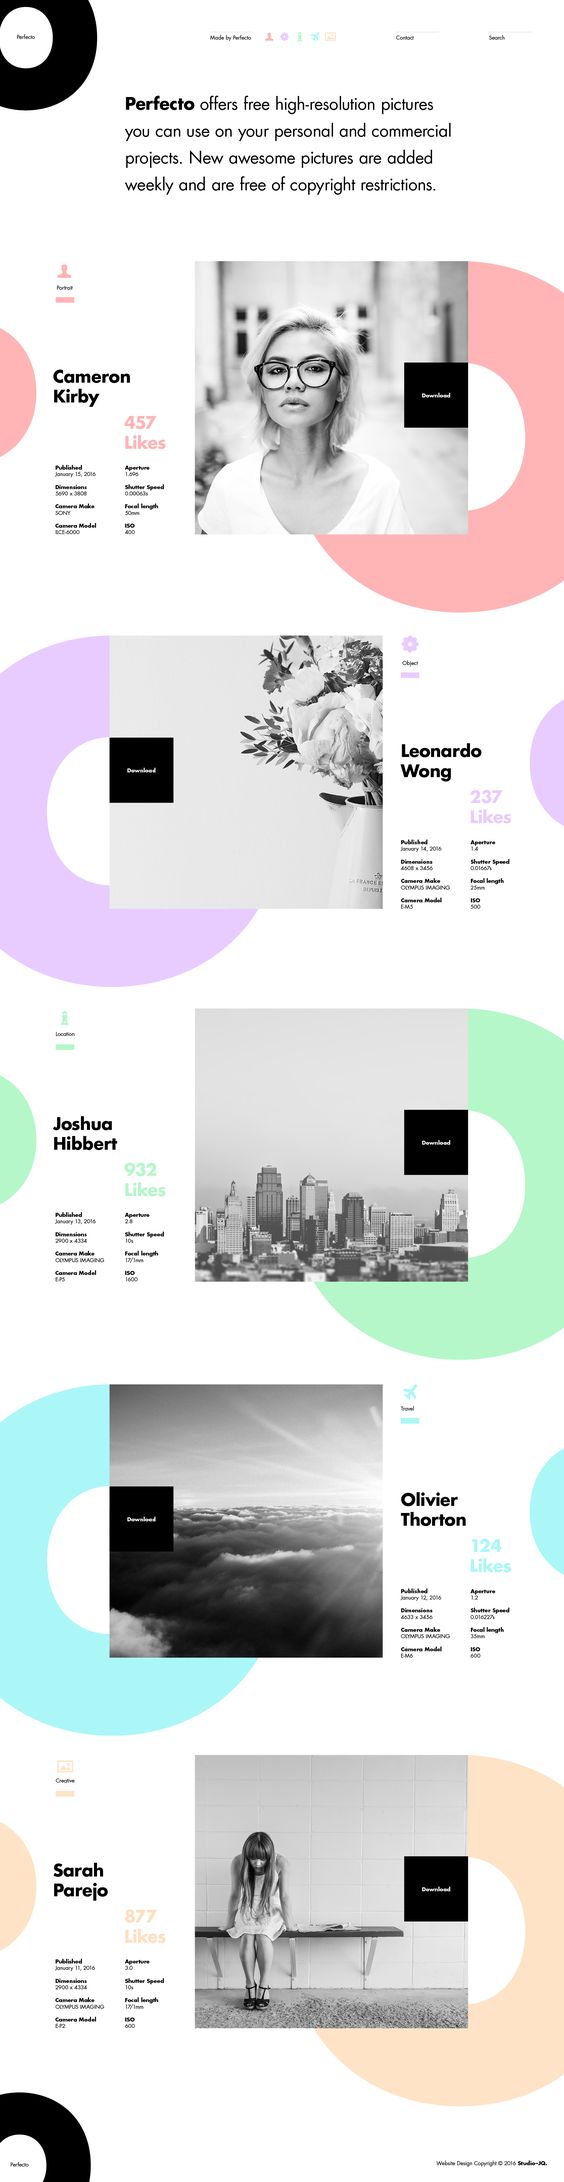 Perfecto
Made by Perfecto
Contact
Search
Perfecto offers free high-resolution pictures
you can use on your personal and commercial
projects. New awesome pictures are added
weekly and are free of copyright restrictions.
Portrait
Cameron
Kirby
457
Likes
Published
January 15, 2016
Dimensions
5690 x 3808
Camera Make
SONY
Camera Model
ILCE-6000
Aperture
1.696
Shutter Speed
0.00063s
Focal length
50mm
ISO
400
Download
Download
Object
Leonardo
Wong
237
Likes
Published
January 14, 2016
Dimensions
4608 x 3456
Camera Make
OLYMPUS IMAGING
Camera Model
E-M5
Aperture
1.4
Shutter Speed
0.01667s
Focal length
25mm
ISO
500
LA FRANCE
DEPUIS
Location
Joshua
Hibbert
932
Likes
Published
January 13, 2016
Dimensions
2900 x 4334
Camera Make
OLYMPUS IMAGING
Camera Model
E-P5
Aperture
2.8
Shutter Speed
10s
Focal length
17/1mm
ISO
1600
Download
Download
Travel
Olivier
Thorton
124
Likes
Published
January 12, 2016
Dimensions
4633 x 3456
Camera Make
OLYMPUS IMAGING
Camera Model
E-M6
Aperture
1.2
Shutter Speed
0.016227s
Focal length
35mm
ISO
600
Creative
Sarah
Parejo
877
Likes
Published
January 11, 2016
Dimensions
2900 x 4334
Camera Make
OLYMPUS IMAGING
Camera Model
E-P2
Aperture
3.0
Shutter Speed
10s
Focal length
17/1mm
ISO
600
Download
Perfecto
Website Design Copyright © 2016 Studio–JQ.